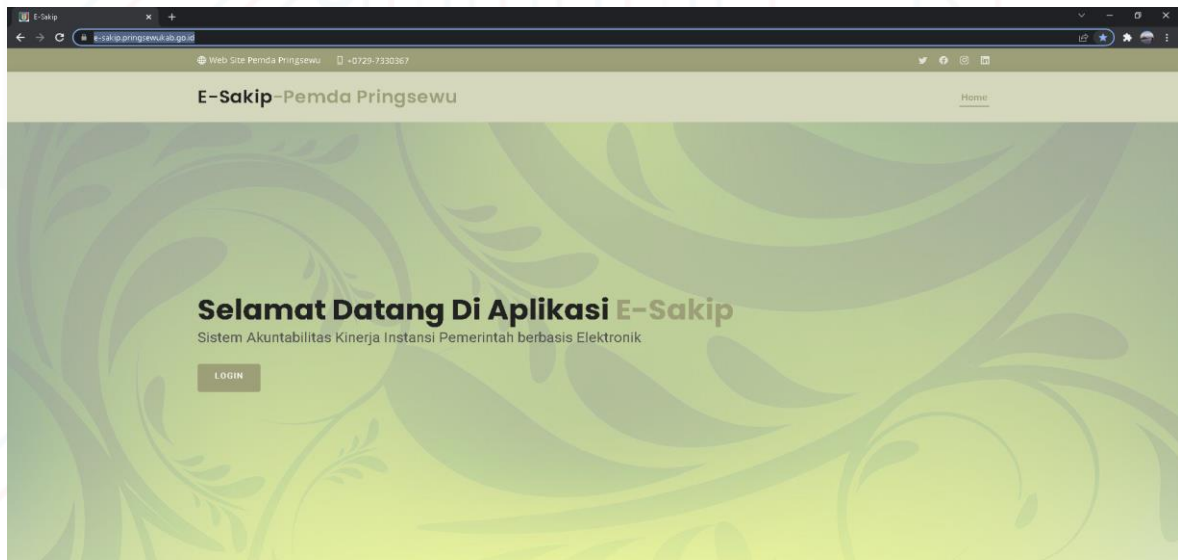 E-Sakip
e-sakip.pringsewukab.go.id
Web Site Pemda Pringsewu +0729-7330367
E-Sakip-Pemda Pringsewu
Home
Selamat Datang Di Aplikasi E-Sakip
Sistem Akuntabilitas Kinerja Instansi Pemerintah berbasis Elektronik
LOGIN